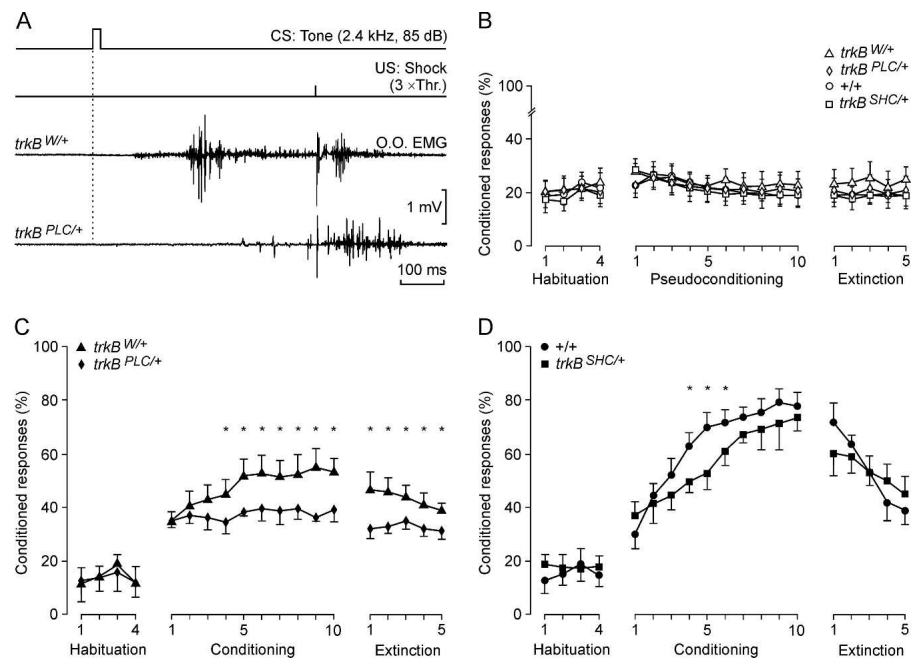 A
CS: Tone (2.4 kHz, 85 dB)
US: Shock
(3 ×Thr.)
trkB W/+
O.O. EMG
1 mV
trkB PLC/+
100 ms
B
trkB W/+
trkB PLC/+
+/+
trkB SHC/+
Conditioned responses (%)
100
40
20
0
1 4
1 5 10
1 5
Habituation Pseudoconditioning Extinction
C
trkB W/+
trkB PLC/+
Conditioned responses (%)
100
80
60
40
20
0
* * * * * * *
* * * * *
1 4
1 5 10
1 5
Habituation Conditioning Extinction
D
+/+
trkB SHC/+
Conditioned responses (%)
100
80
60
40
20
0
* * *
1 4
1 5 10
1 5
Habituation Conditioning Extinction